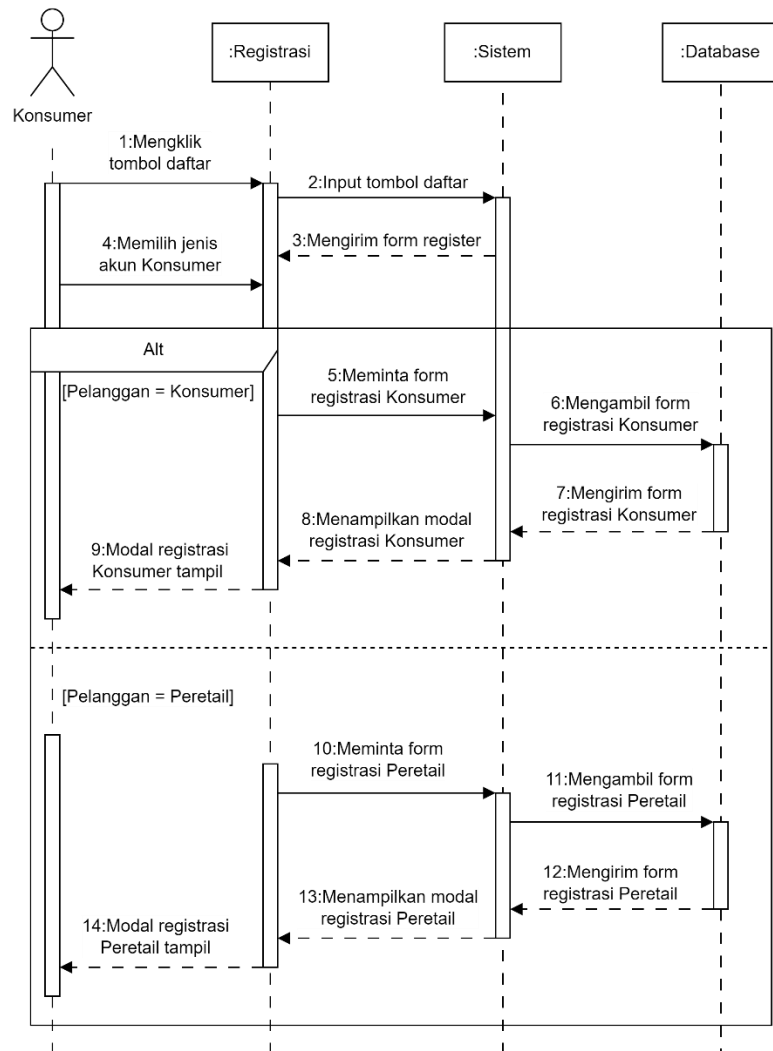 :Registrasi
:Sistem
:Database
Konsumer
1:Mengklik
tombol daftar
2:Input tombol daftar
3:Mengirim form register
4:Memilih jenis
akun Konsumer
Alt
[Pelanggan = Konsumer]
5:Meminta form
registrasi Konsumer
6:Mengambil form
registrasi Konsumer
7:Mengirim form
registrasi Konsumer
8:Menampilkan modal
registrasi Konsumer
9:Modal registrasi
Konsumer tampil
[Pelanggan = Peretail]
10:Meminta form
registrasi Peretail
11:Mengambil form
registrasi Peretail
12:Mengirim form
registrasi Peretail
13:Menampilkan modal
registrasi Peretail
14:Modal registrasi
Peretail tampil